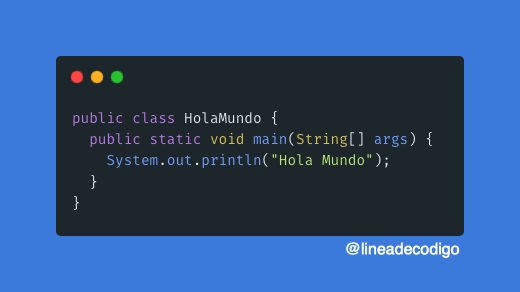 public class HolaMundo {
  public static void main(String[] args) {
    System.out.println("Hola Mundo");
  }
}
@lineadecodigo